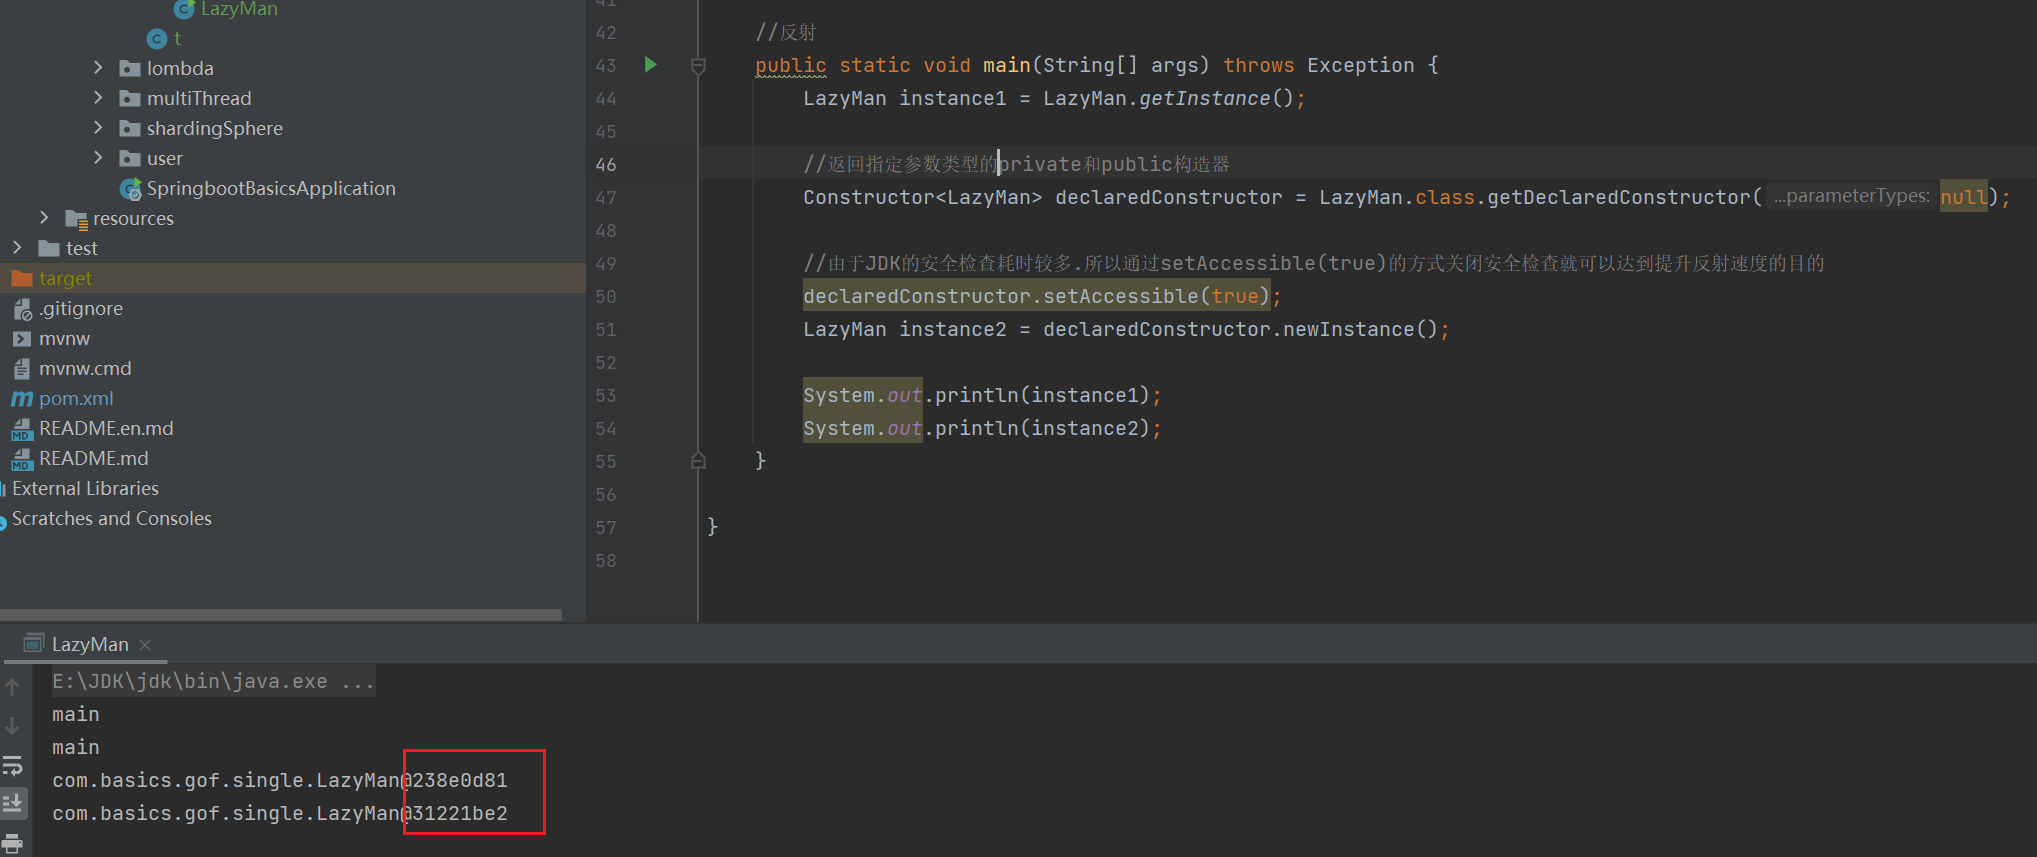 LazyMan
t
lombda
multiThread
shardingSphere
user
SpringbootBasicsApplication
resources
test
target
.gitignore
mvnw
mvnw.cmd
pom.xml
README.en.md
README.md
External Libraries
Scratches and Consoles
41
42 //反射
43 public static void main(String[] args) throws Exception {
44 LazyMan instance1 = LazyMan.getInstance();
45
46 //返回指定参数类型的private和public构造器
47 Constructor<LazyMan> declaredConstructor = LazyMan.class.getDeclaredConstructor( ...parameterTypes: null);
48
49 //由于JDK的安全检查耗时较多.所以通过setAccessible(true)的方式关闭安全检查就可以达到提升反射速度的目的
50 declaredConstructor.setAccessible(true);
51 LazyMan instance2 = declaredConstructor.newInstance();
52
53 System.out.println(instance1);
54 System.out.println(instance2);
55 }
56
57 }
58
LazyMan
E:\JDK\jdk\bin\java.exe ...
main
main
com.basics.gof.single.LazyMan@238e0d81
com.basics.gof.single.LazyMan@31221be2